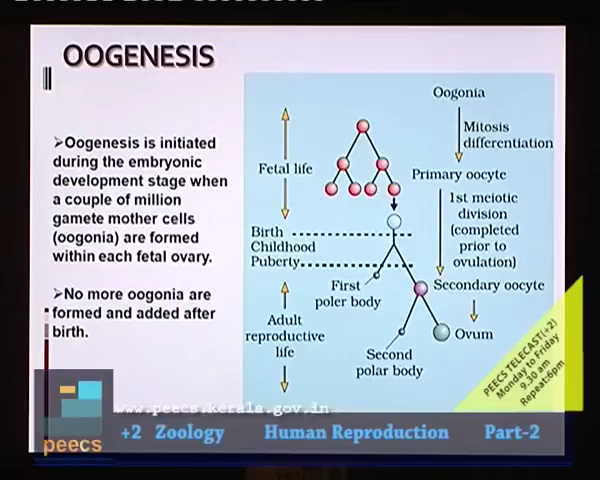 OOGENESIS
➢Oogenesis is initiated
during the embryonic
development stage when
a couple of million
gamete mother cells
(oogonia) are formed
within each fetal ovary.
➢No more oogonia are
formed and added after
birth.
Oogonia
Mitosis
differentiation
Fetal life
Primary oocyte
1st meiotic
division
(completed
prior to
ovulation)
Birth
Childhood
Puberty
First
poler body
Secondary oocyte
Adult
reproductive
life
Ovum
Second
polar body
PEECS TELECAST(+2)
Monday to Friday
9.30 am
Repeat:6pm
www.peecs.kerala.gov.in
peecs
+2 Zoology Human Reproduction Part-2